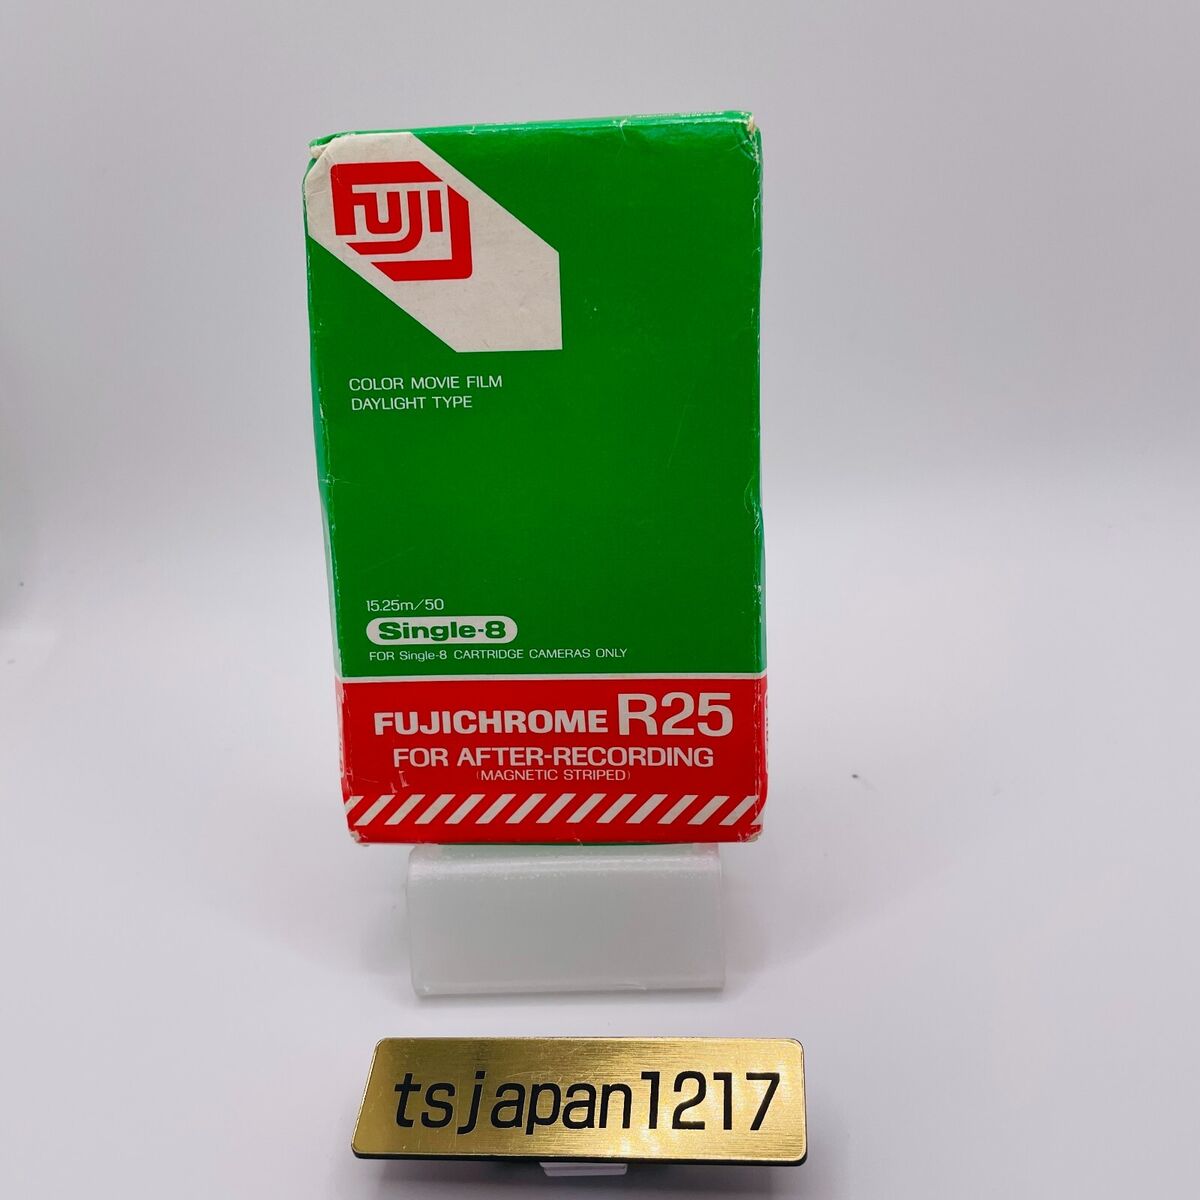 FUJI
COLOR MOVIE FILM
DAYLIGHT TYPE
15.25m/50
Single-8
FOR Single-8 CARTRIDGE CAMERAS ONLY
FUJICHROME R25
FOR AFTER-RECORDING
(MAGNETIC STRIPED)
tsjapan1217